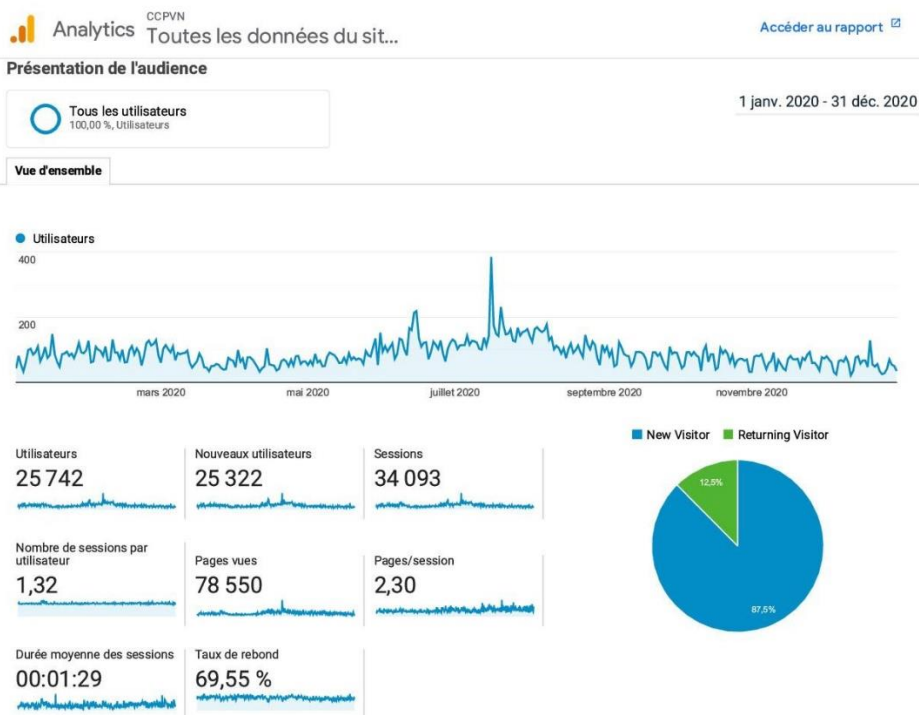 Analytics
CCPVN
Toutes les données du sit...
Accéder au rapport
Présentation de l'audience
Tous les utilisateurs
100,00 %, Utilisateurs
1 janv. 2020 - 31 déc. 2020
Vue d'ensemble
Utilisateurs
400
200
mars 2020 mai 2020 juillet 2020 septembre 2020 novembre 2020
New Visitor Returning Visitor
Utilisateurs
25 742
Nouveaux utilisateurs
25 322
Sessions
34 093
Nombre de sessions par
utilisateur
1,32
Pages vues
78 550
Pages/session
2,30
Durée moyenne des sessions
00:01:29
Taux de rebond
69,55 %
12,5%
87,5%